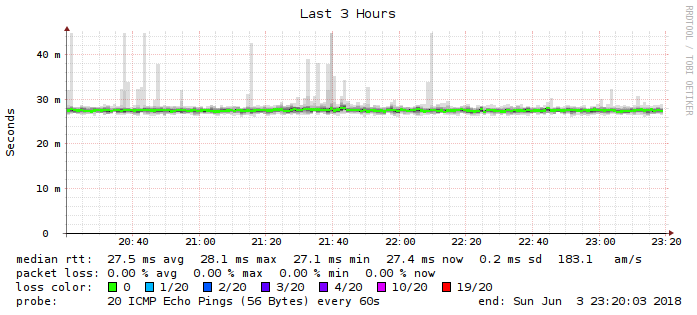 Last 3 Hours
RRDTOOL / TOBI OETIKER
Seconds
40 m
30 m
20 m
10 m
0
20:40 21:00 21:20 21:40 22:00 22:20 22:40 23:00 23:20
median rtt: 27.5 ms avg 28.1 ms max 27.1 ms min 27.4 ms now 0.2 ms sd 183.1 am/s
packet loss: 0.00 % avg 0.00 % max 0.00 % min 0.00 % now
loss color: 0 1/20 2/20 3/20 4/20 10/20 19/20
probe: 20 ICMP Echo Pings (56 Bytes) every 60s end: Sun Jun 3 23:20:03 2018